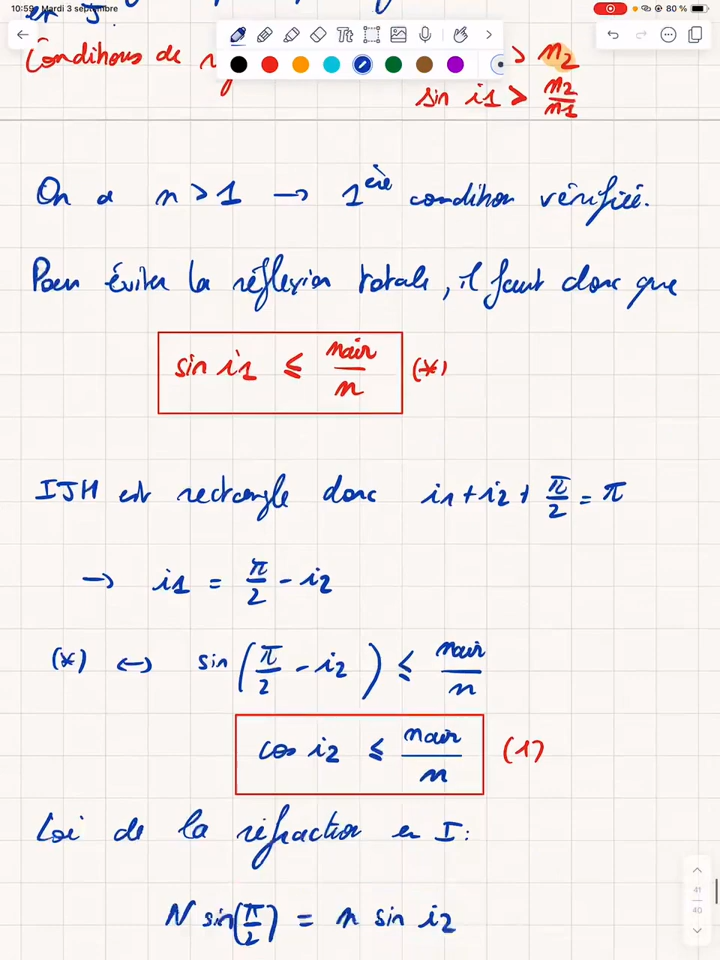 10:59 Mardi 3 septembre
80 %
en J.
Conditions de
> n2
sin i1 > n2/n1
On a n > 1 → 1ère condition vérifiée.
Pour éviter la réflexion totale, il faut donc que
sin i1 ≤ nair/n (*)
IJH est rectangle donc i1 + i2 + π/2 = π
→ i1 = π/2 - i2
(*) ↔ sin(π/2 - i2) ≤ nair/n
cos i2 ≤ nair/n (1)
Loi de la réfraction en I:
N sin(π/2) = n sin i2
41
40